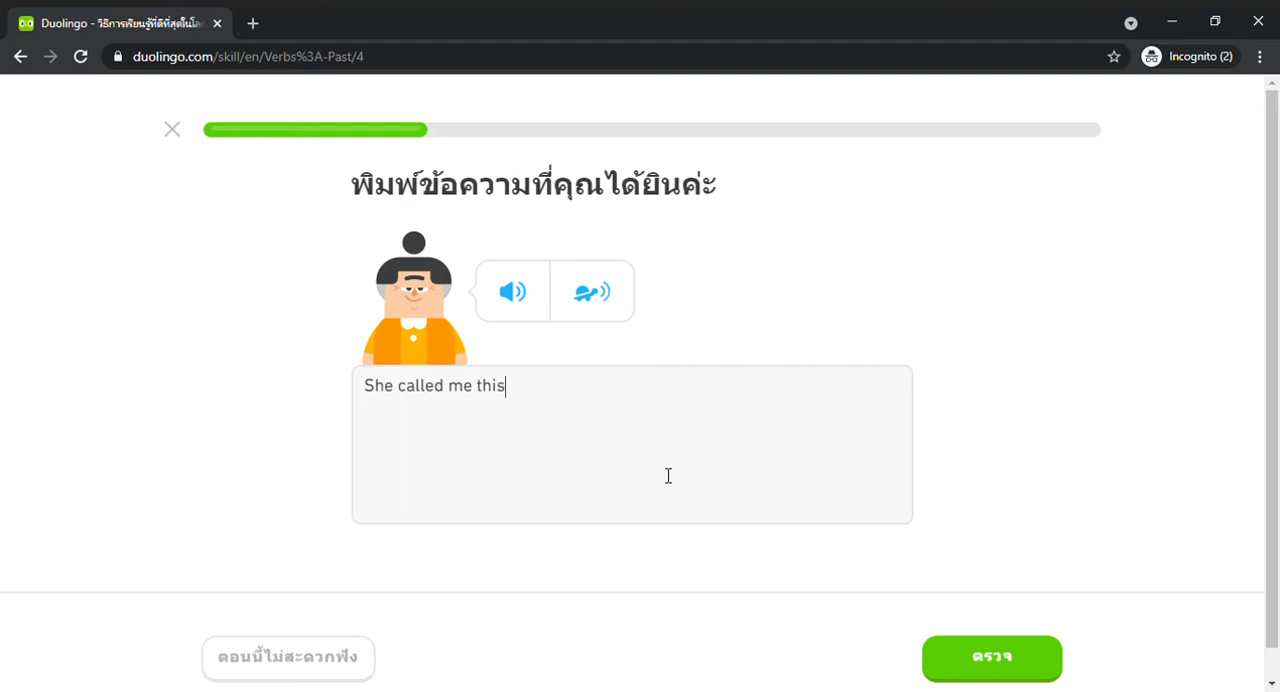 Duolingo - วิธีการเรียนรู้ที่ดีที่สุดในโล
duolingo.com/skill/en/Verbs%3A-Past/4
Incognito (2)
พิมพ์ข้อความที่คุณได้ยินค่ะ
She called me this
ตอนนี้ไม่สะดวกฟัง
ตรวจ